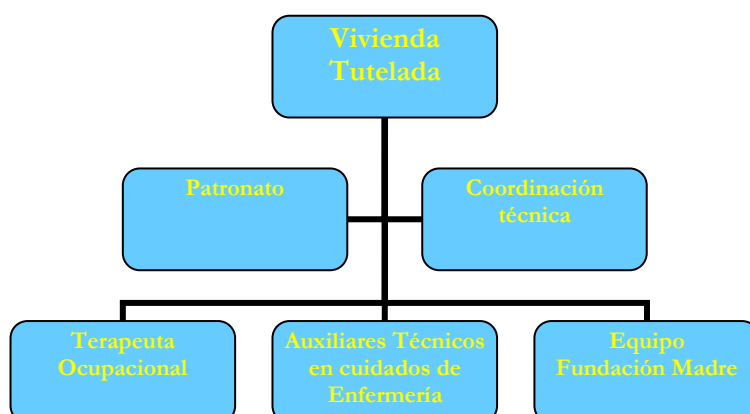 Vivienda
Tutelada
Patronato
Coordinación
técnica
Terapeuta
Ocupacional
Auxiliares Técnicos
en cuidados de
Enfermería
Equipo
Fundación Madre